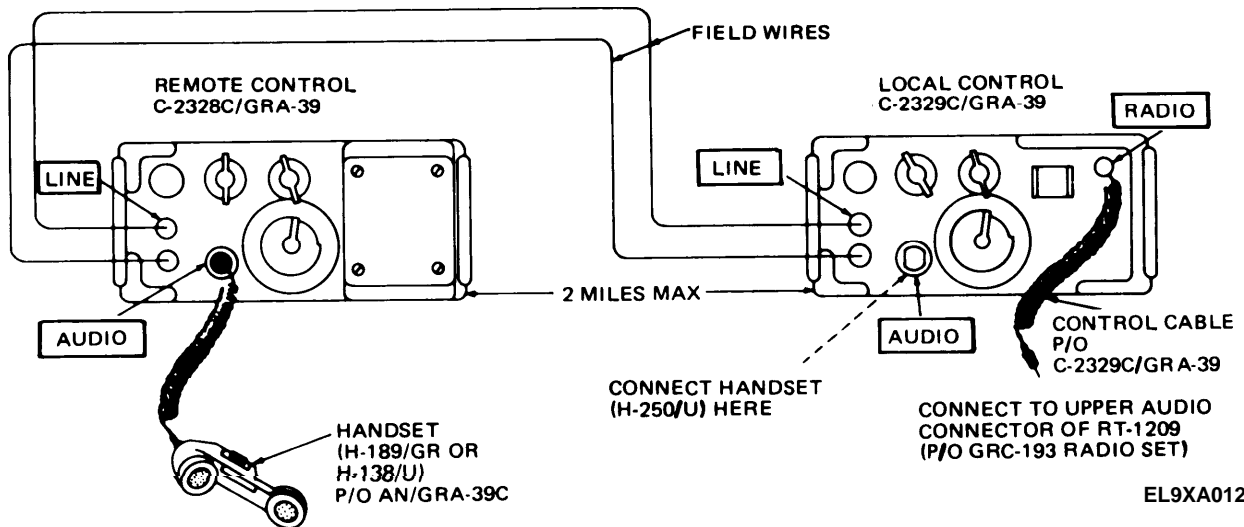 FIELD WIRES
REMOTE CONTROL
C-2328C/GRA-39
LOCAL CONTROL
C-2329C/GRA-39
RADIO
LINE
LINE
2 MILES MAX
AUDIO
AUDIO
CONTROL CABLE
P/O
C-2329C/GRA-39
CONNECT HANDSET
(H-250/U) HERE
CONNECT TO UPPER AUDIO
CONNECTOR OF RT-1209
(P/O GRC-193 RADIO SET)
HANDSET
(H-189/GR OR
H-138/U)
P/O AN/GRA-39C
EL9XA012